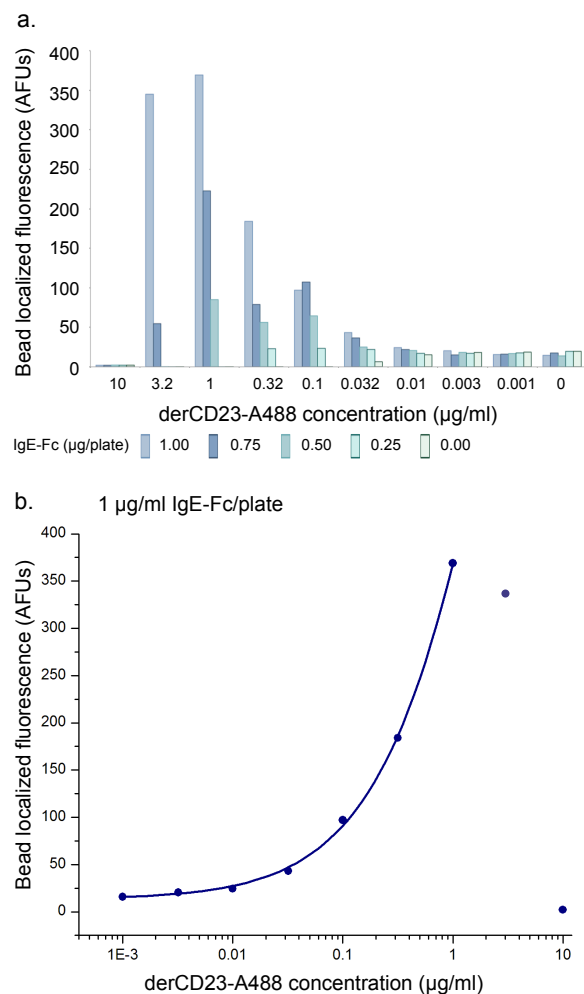 a.
Bead localized fluorescence (AFUs)
400
350
300
250
200
150
100
50
0
10 3.2 1 0.32 0.1 0.032 0.01 0.003 0.001 0
derCD23-A488 concentration (µg/ml)
IgE-Fc (µg/plate) 1.00 0.75 0.50 0.25 0.00
b. 1 µg/ml IgE-Fc/plate
Bead localized fluorescence (AFUs)
400
350
300
250
200
150
100
50
0
1E-3 0.01 0.1 1 10
derCD23-A488 concentration (µg/ml)